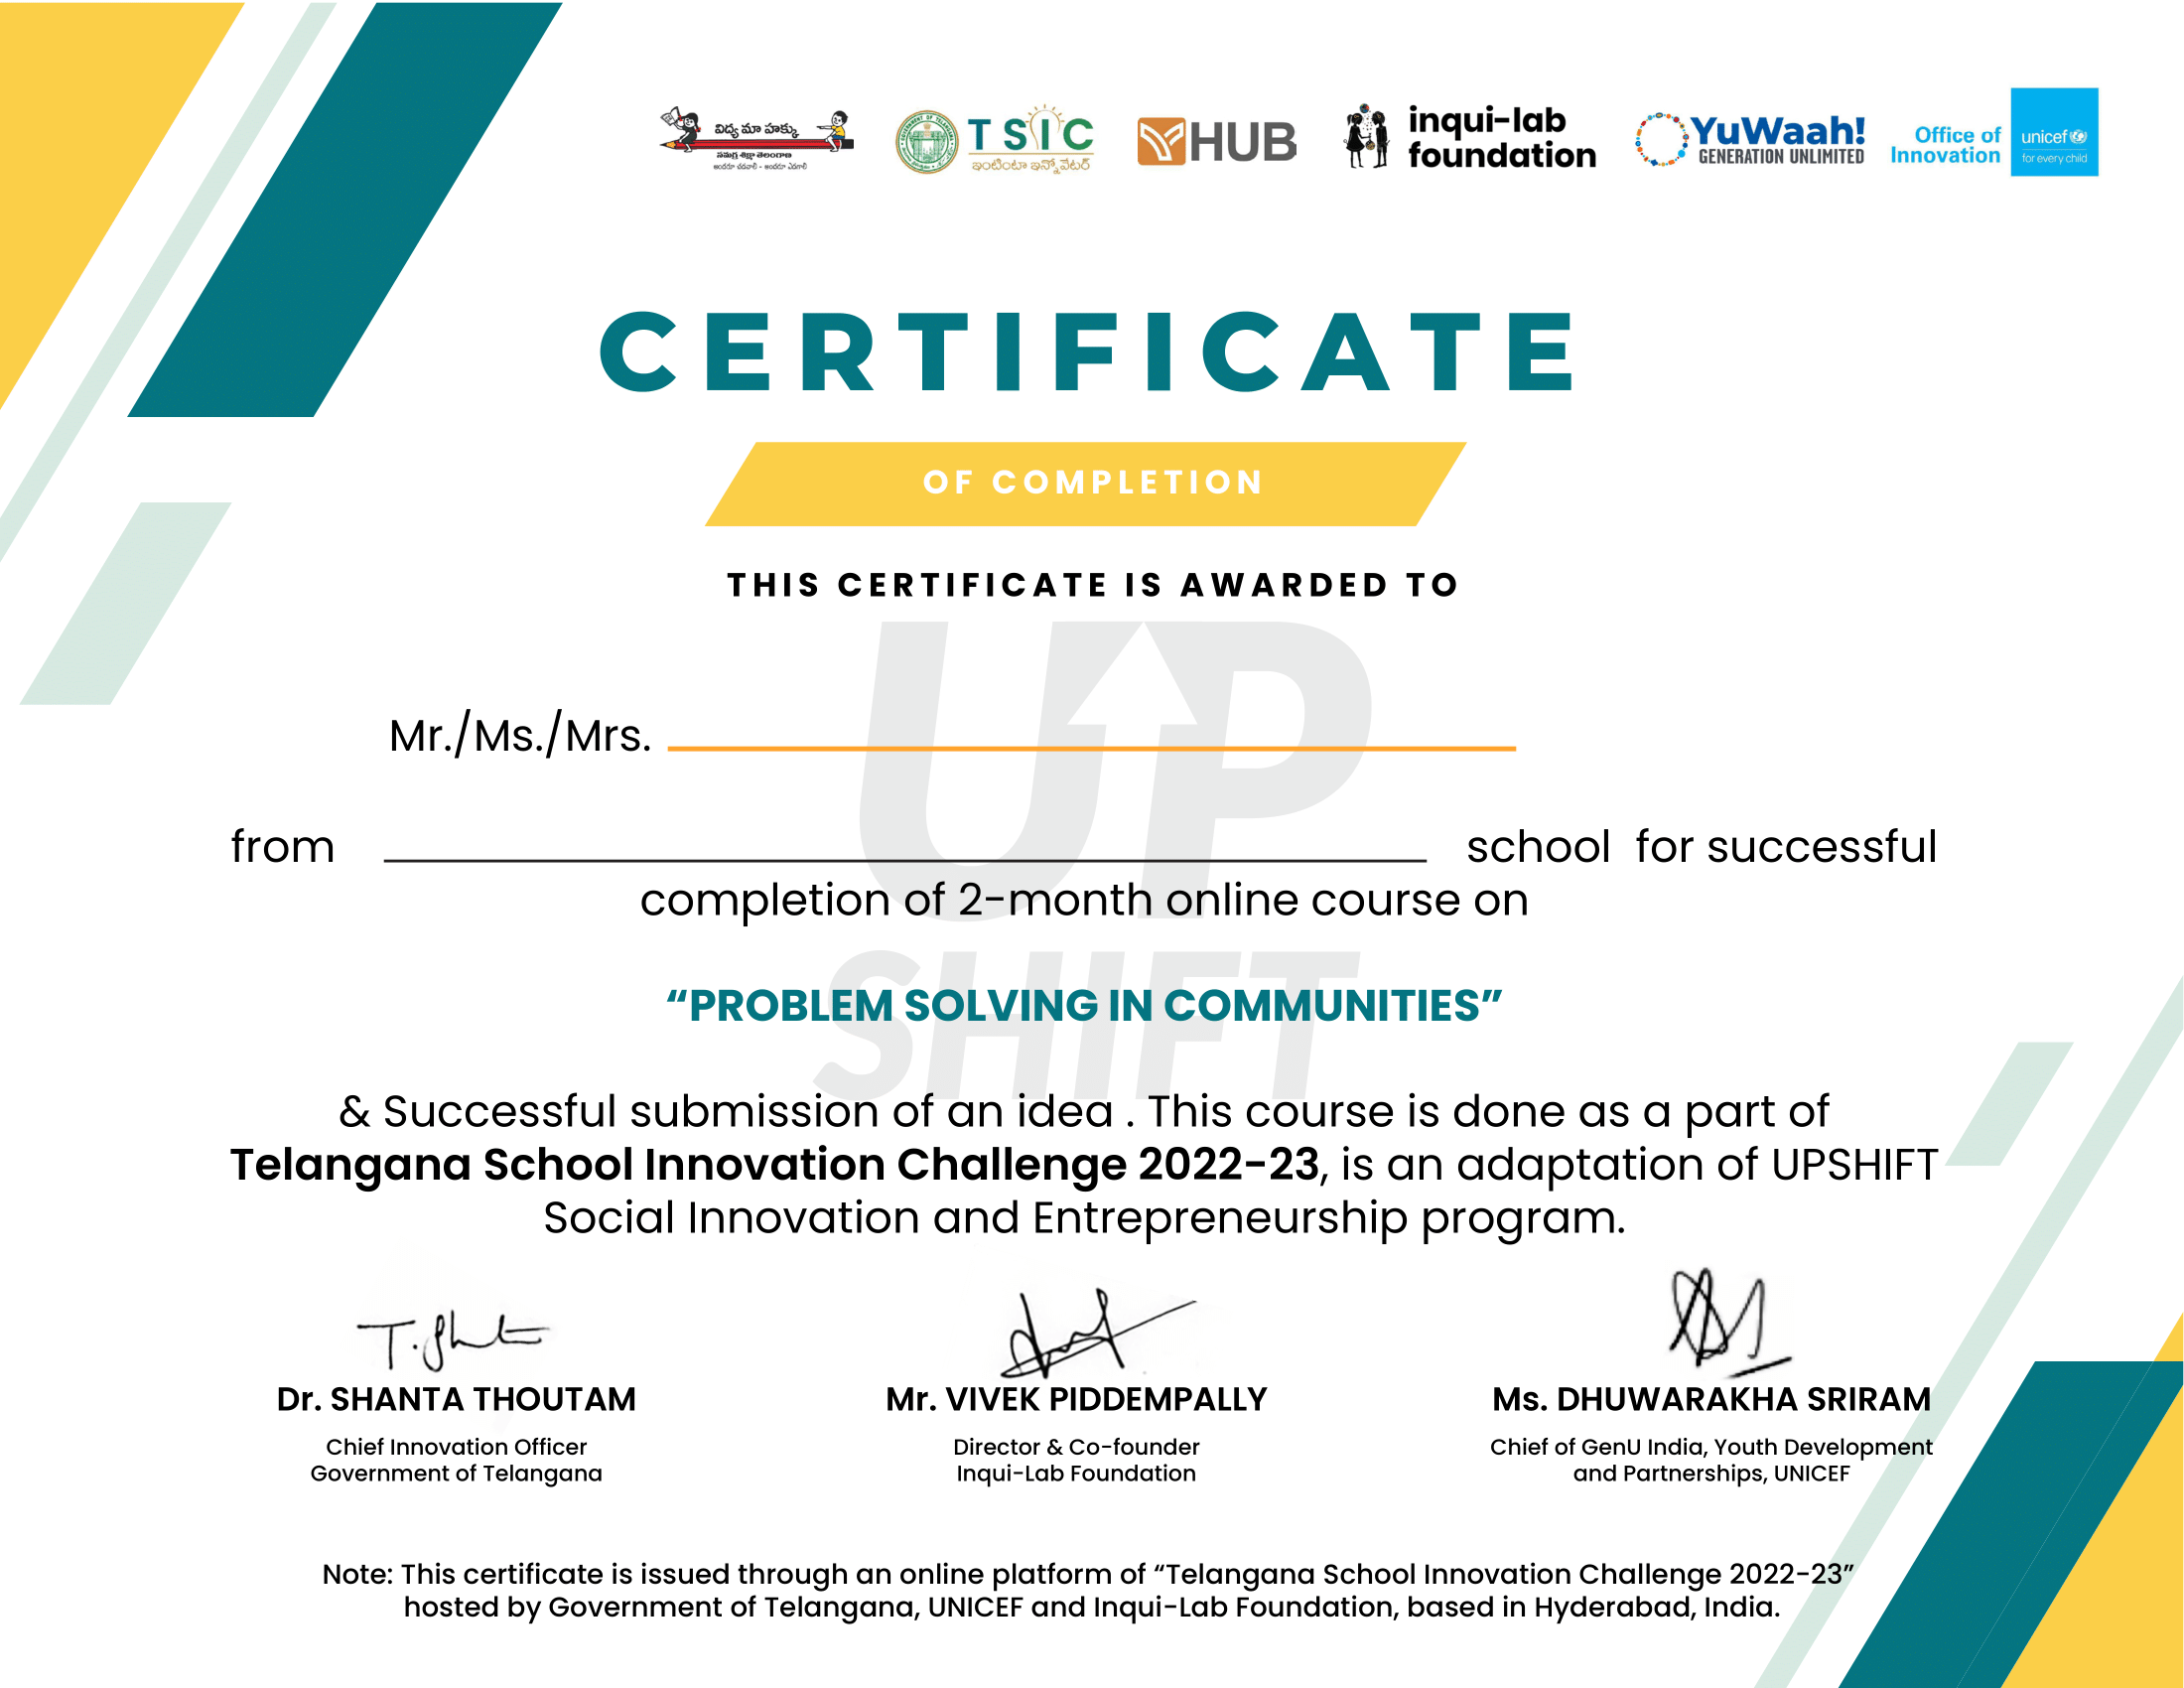 విద్య మా హక్కు
సమగ్ర శిక్షా తెలంగాణ
అందరూ చదవాలి - అందరూ ఎదగాలి
GOVERNMENT OF TELANGANA
TSIC
ఇంటింటా ఇన్నోవేటర్
HUB
inqui-lab
foundation
YuWaah!
GENERATION UNLIMITED
Office of
Innovation
unicef
for every child
CERTIFICATE
OF COMPLETION
THIS CERTIFICATE IS AWARDED TO
UP
SHIFT
Mr./Ms./Mrs.
from school for successful
completion of 2-month online course on
“PROBLEM SOLVING IN COMMUNITIES”
& Successful submission of an idea . This course is done as a part of
Telangana School Innovation Challenge 2022-23, is an adaptation of UPSHIFT
Social Innovation and Entrepreneurship program.
Dr. SHANTA THOUTAM
Chief Innovation Officer
Government of Telangana
Mr. VIVEK PIDDEMPALLY
Director & Co-founder
Inqui-Lab Foundation
Ms. DHUWARAKHA SRIRAM
Chief of GenU India, Youth Development
and Partnerships, UNICEF
Note: This certificate is issued through an online platform of “Telangana School Innovation Challenge 2022-23”
hosted by Government of Telangana, UNICEF and Inqui-Lab Foundation, based in Hyderabad, India.